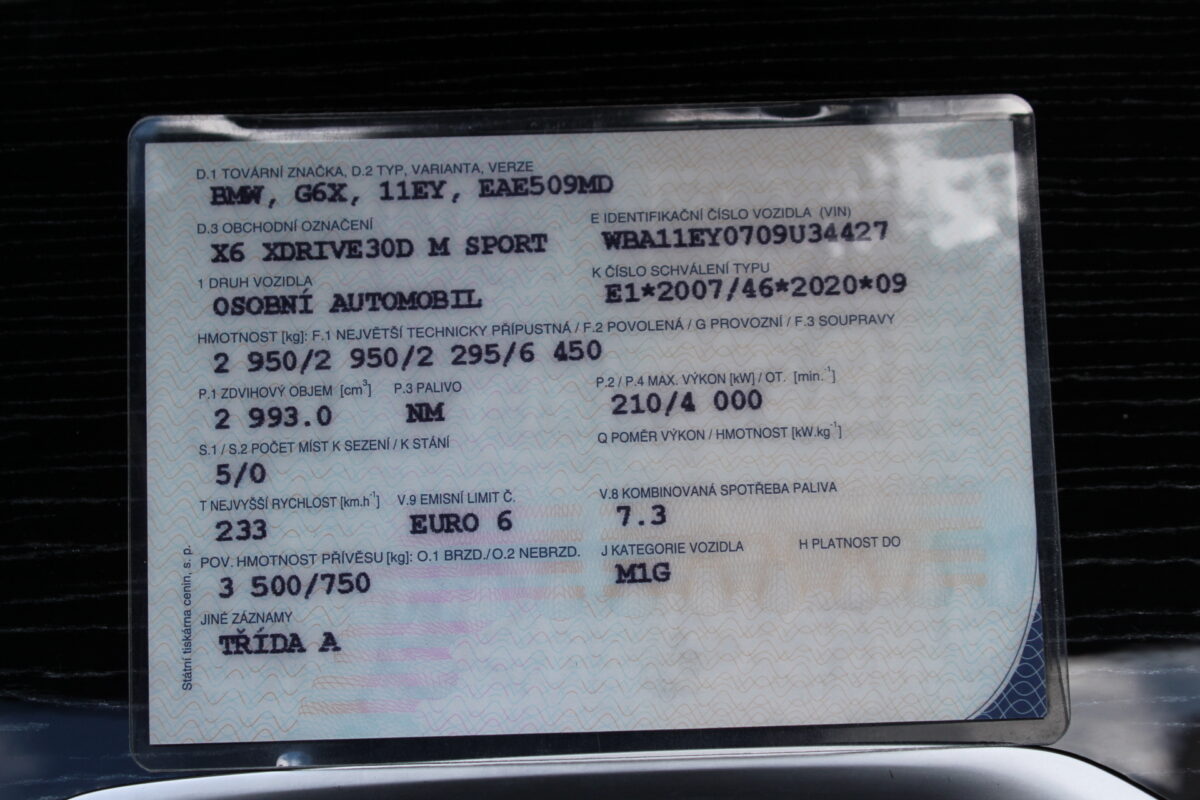 D.1 TOVÁRNÍ ZNAČKA, D.2 TYP, VARIANTA, VERZE
BMW, G6X, 11EY, EAE509MD
D.3 OBCHODNÍ OZNAČENÍ
X6 XDRIVE30D M SPORT
E IDENTIFIKAČNÍ ČÍSLO VOZIDLA (VIN)
WBA11EY0709U34427
1 DRUH VOZIDLA
OSOBNÍ AUTOMOBIL
K ČÍSLO SCHVÁLENÍ TYPU
E1*2007/46*2020*09
HMOTNOST [kg]: F.1 NEJVĚTŠÍ TECHNICKY PŘÍPUSTNÁ / F.2 POVOLENÁ / G PROVOZNÍ / F.3 SOUPRAVY
2 950/2 950/2 295/6 450
P.1 ZDVIHOVÝ OBJEM [cm³] P.3 PALIVO
2 993.0 NM
P.2 / P.4 MAX. VÝKON [kW] / OT. [min.⁻¹]
210/4 000
S.1 / S.2 POČET MÍST K SEZENÍ / K STÁNÍ
5/0
Q POMĚR VÝKON / HMOTNOST [kW.kg⁻¹]
T NEJVYŠŠÍ RYCHLOST [km.h⁻¹] V.9 EMISNÍ LIMIT Č.
233 EURO 6
V.8 KOMBINOVANÁ SPOTŘEBA PALIVA
7.3
POV. HMOTNOST PŘÍVĚSU [kg]: O.1 BRZD./O.2 NEBRZD.
3 500/750
J KATEGORIE VOZIDLA H PLATNOST DO
M1G
JINÉ ZÁZNAMY
TŘÍDA A
Státní tiskárna cenin, s. p.